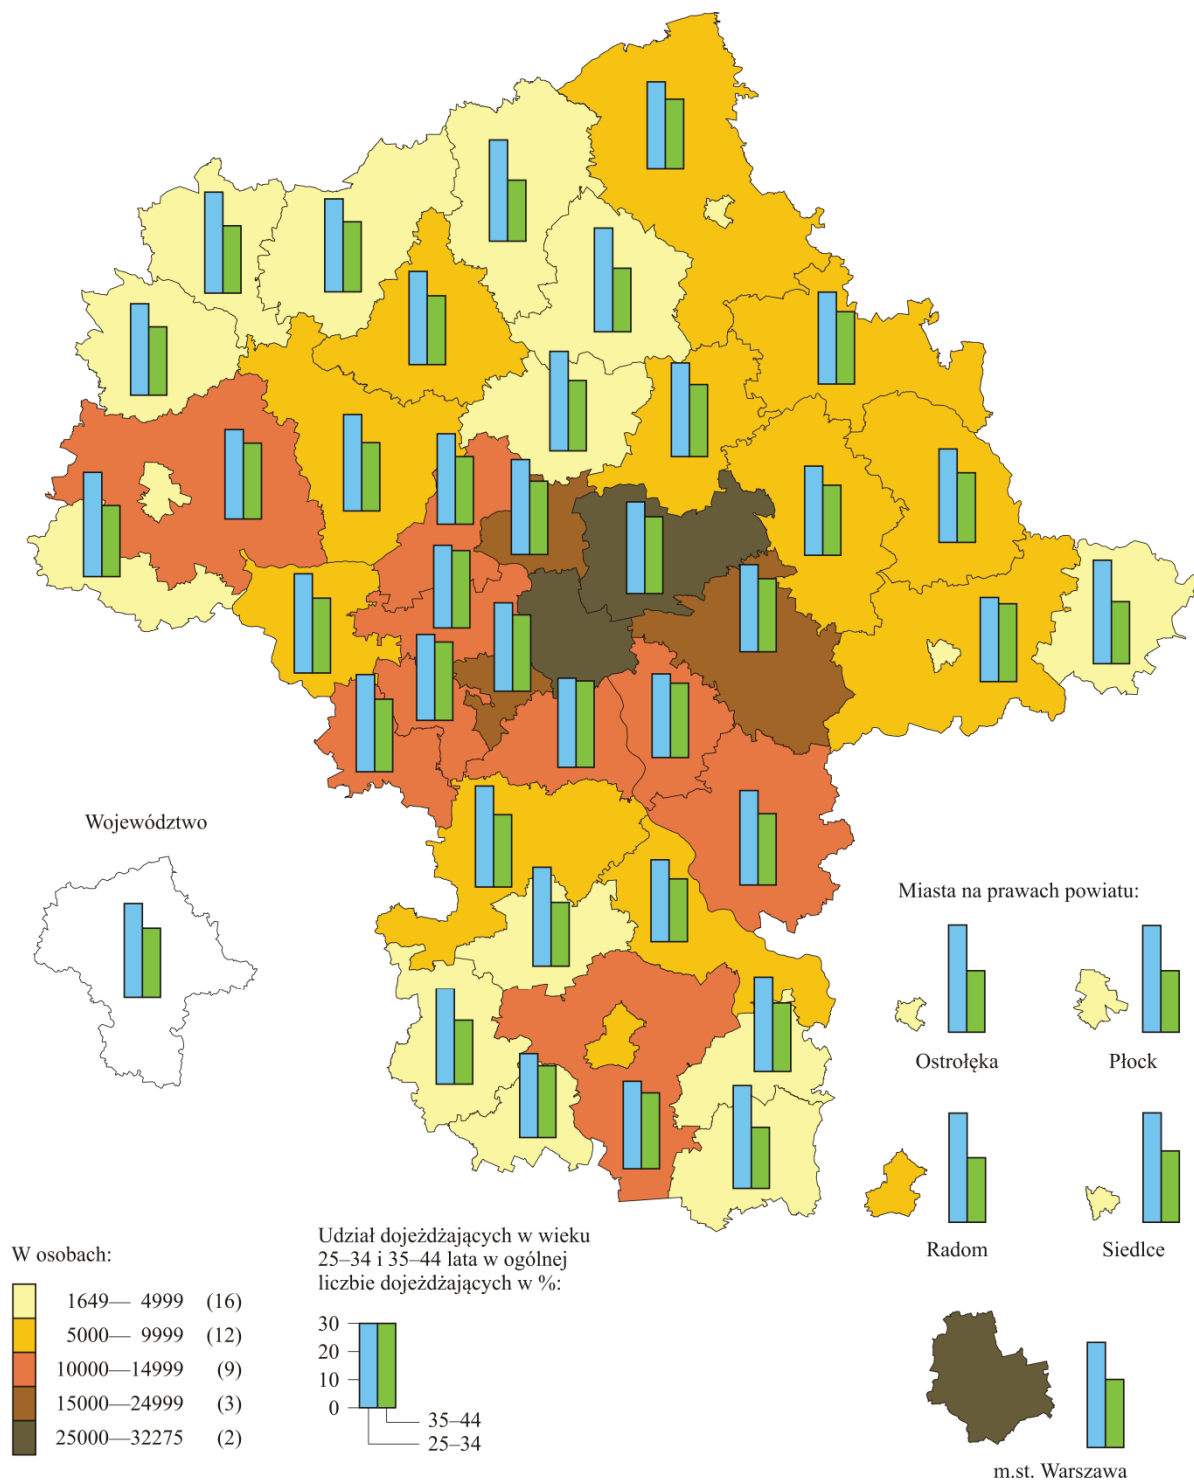 Województwo
Miasta na prawach powiatu:
Ostrołęka
Płock
Radom
Siedlce
m.st. Warszawa
W osobach:
1649— 4999 (16)
5000— 9999 (12)
10000—14999 (9)
15000—24999 (3)
25000—32275 (2)
Udział dojeżdżających w wieku
25–34 i 35–44 lata w ogólnej
liczbie dojeżdżających w %:
30
20
10
0
35–44
25–34